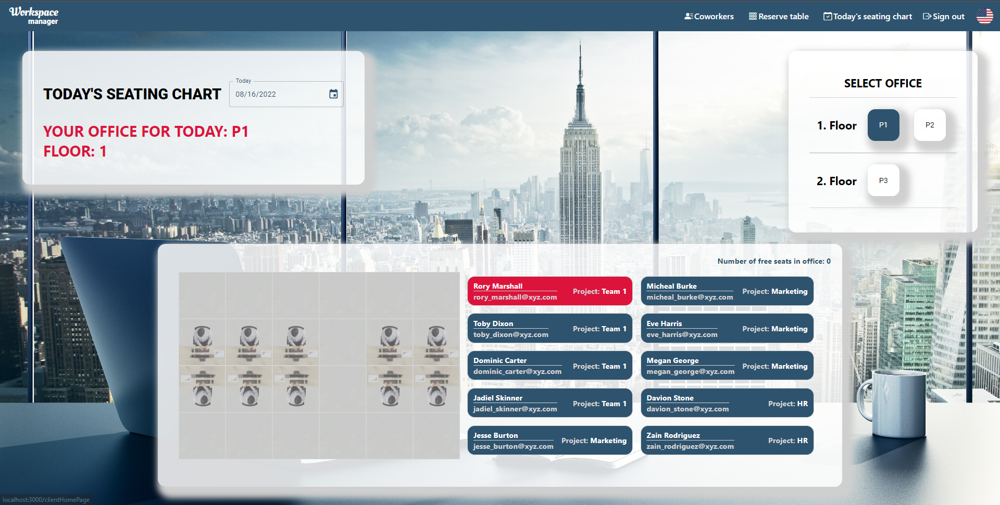 Workspace
manager
Coworkers
Reserve table
Today's seating chart
Sign out
TODAY'S SEATING CHART
Today
08/16/2022
YOUR OFFICE FOR TODAY: P1
FLOOR: 1
SELECT OFFICE
1. Floor
P1
P2
2. Floor
P3
Number of free seats in office: 0
Rory Marshall
rory_marshall@xyz.com
Project: Team 1
Micheal Burke
micheal_burke@xyz.com
Project: Marketing
Toby Dixon
toby_dixon@xyz.com
Project: Team 1
Eve Harris
eve_harris@xyz.com
Project: Marketing
Dominic Carter
dominic_carter@xyz.com
Project: Team 1
Megan George
megan_george@xyz.com
Project: Marketing
Jadiel Skinner
jadiel_skinner@xyz.com
Project: Team 1
Davion Stone
davion_stone@xyz.com
Project: HR
Jesse Burton
jesse_burton@xyz.com
Project: Marketing
Zain Rodriguez
zain_rodriguez@xyz.com
Project: HR
localhost:3000/clientHomePage